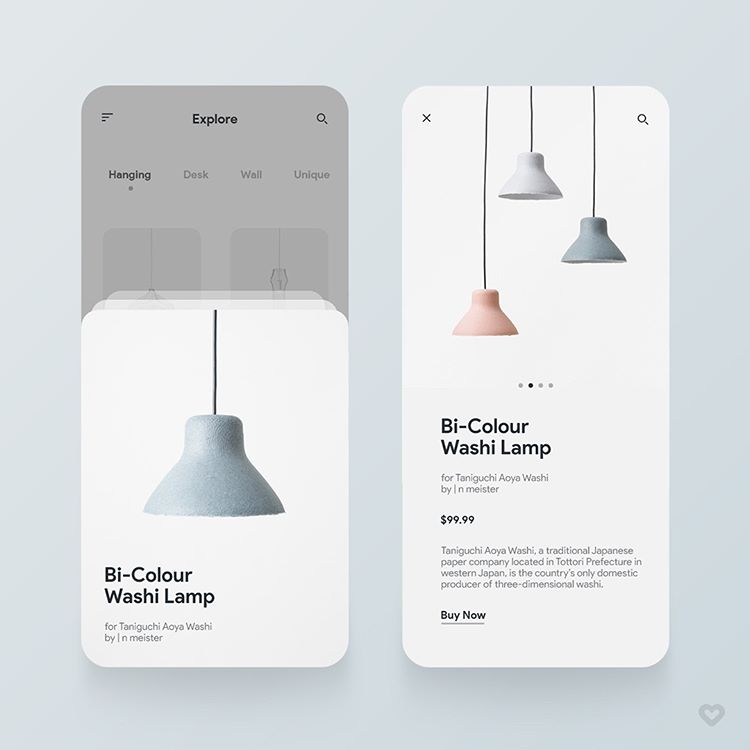 Explore
Hanging Desk Wall Unique
Bi-Colour
Washi Lamp
for Taniguchi Aoya Washi
by | n meister
Bi-Colour
Washi Lamp
for Taniguchi Aoya Washi
by | n meister
$99.99
Taniguchi Aoya Washi, a traditional Japanese
paper company located in Tottori Prefecture in
western Japan, is the country's only domestic
producer of three-dimensional washi.
Buy Now